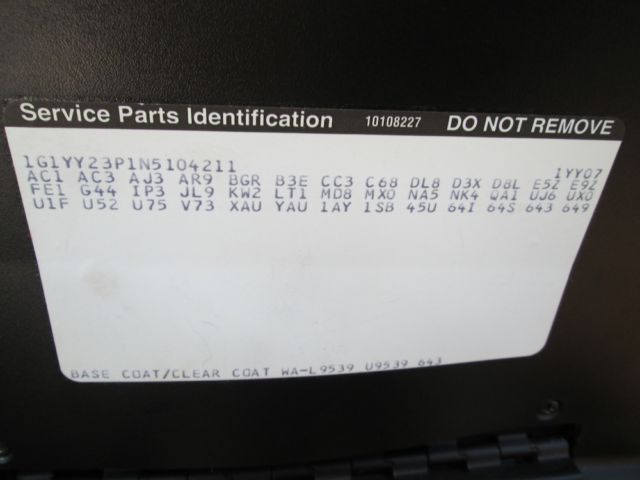 Service Parts Identification 10108227 DO NOT REMOVE
1G1YY23P1N5104211 1YY07
AC1 AC3 AJ3 AR9 BGR B3E CC3 C68 DL8 D3X D8L E5Z E9Z
FE1 G44 IP3 JL9 KW2 LT1 MD8 MX0 NA5 NK4 QA1 UJ6 UX0
U1F U52 U75 V73 XAU YAU 1AY 1SB 45U 64I 64S 643 649
BASE COAT/CLEAR COAT WA-L9539 U9539 643